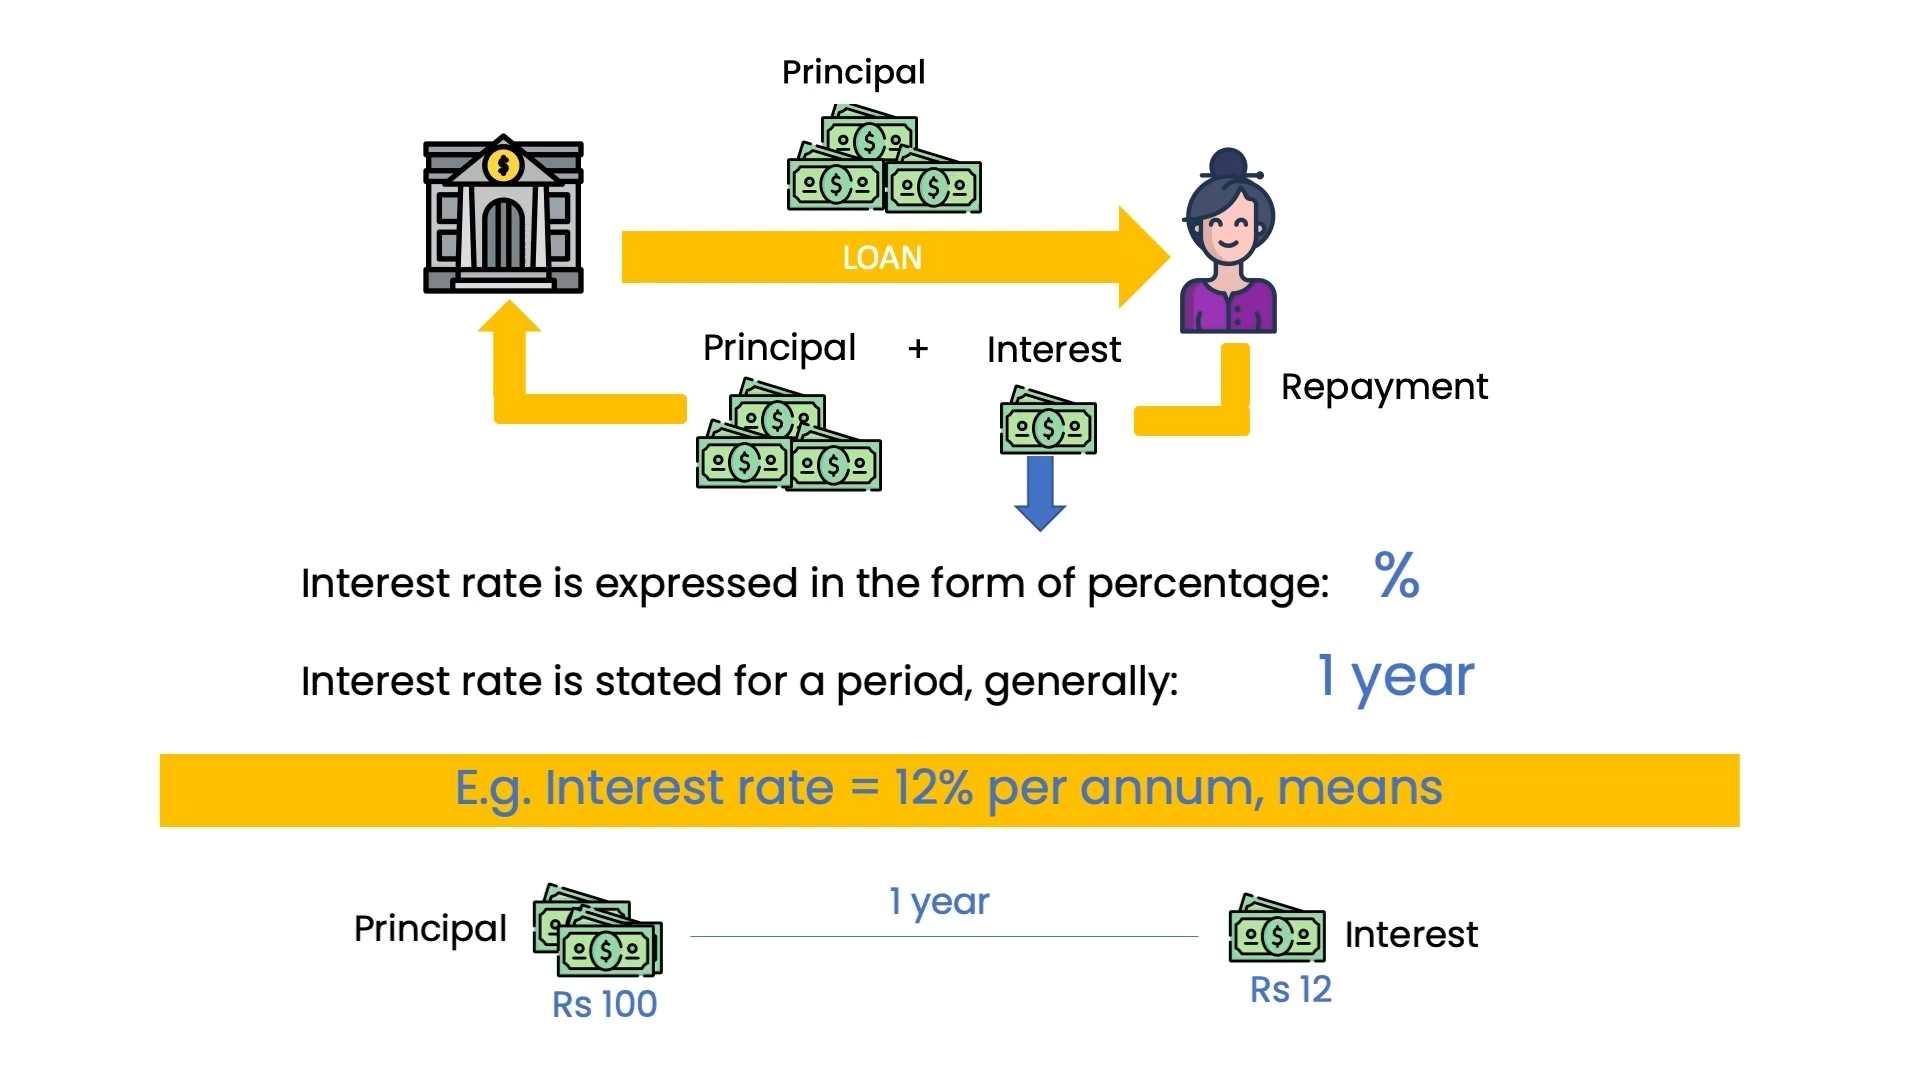 Principal
LOAN
Principal + Interest
Repayment
Interest rate is expressed in the form of percentage: %
Interest rate is stated for a period, generally: 1 year
E.g. Interest rate = 12% per annum, means
1 year
Principal
Interest
Rs 100
Rs 12